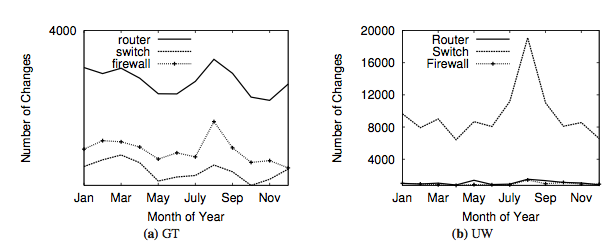 4000
router
switch
firewall
Number of Changes
Jan Mar May July Sep Nov
Month of Year
(a) GT
20000
16000
12000
8000
4000
Router
Switch
Firewall
Number of Changes
Jan Mar May July Sep Nov
Month of Year
(b) UW